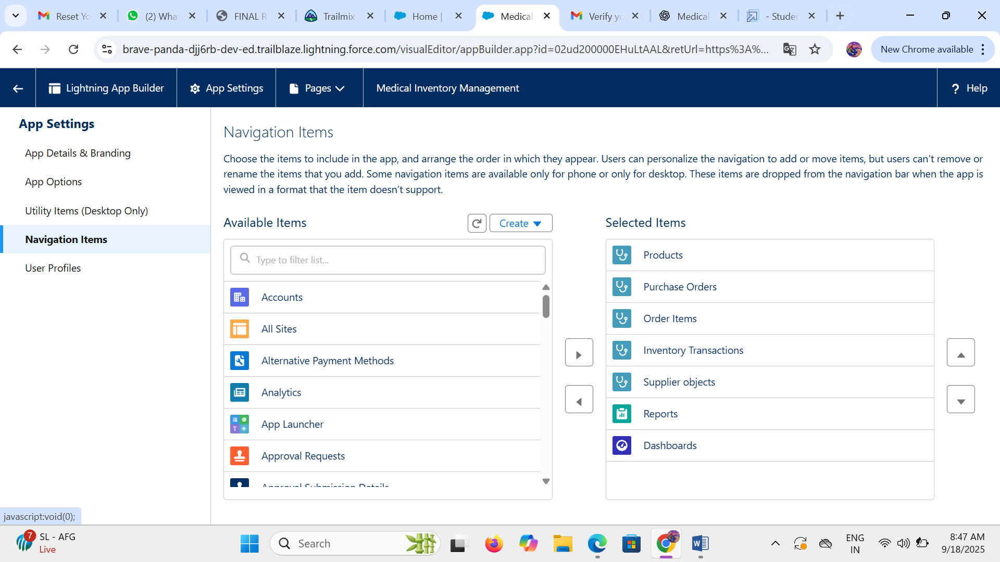 Reset Yo
(2) What
FINAL R
Trailmix
Home |
Medical
Verify yo
Medical
- Studen
brave-panda-djj6rb-dev-ed.trailblaze.lightning.force.com/visualEditor/appBuilder.app?id=02ud200000EHuLtAAL&retUrl=https%3A%...
New Chrome available
Lightning App Builder
App Settings
Pages
Medical Inventory Management
? Help
App Settings
App Details & Branding
App Options
Utility Items (Desktop Only)
Navigation Items
User Profiles
Navigation Items
Choose the items to include in the app, and arrange the order in which they appear. Users can personalize the navigation to add or move items, but users can't remove or
rename the items that you add. Some navigation items are available only for phone or only for desktop. These items are dropped from the navigation bar when the app is
viewed in a format that the item doesn’t support.
Available Items
Create
Type to filter list...
Accounts
All Sites
Alternative Payment Methods
Analytics
App Launcher
Approval Requests
Approval Submission Details
Selected Items
Products
Purchase Orders
Order Items
Inventory Transactions
Supplier objects
Reports
Dashboards
javascript:void(0);
7
SL - AFG
Live
Search
ENG
IN
8:47 AM
9/18/2025